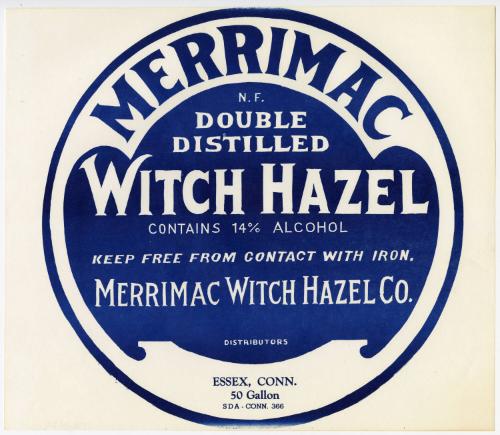 MERRIMAC
N.F.
DOUBLE
DISTILLED
WITCH HAZEL
CONTAINS 14% ALCOHOL
KEEP FREE FROM CONTACT WITH IRON.
MERRIMAC WITCH HAZEL CO.
DISTRIBUTORS
ESSEX, CONN.
50 Gallon
SDA - CONN. 366